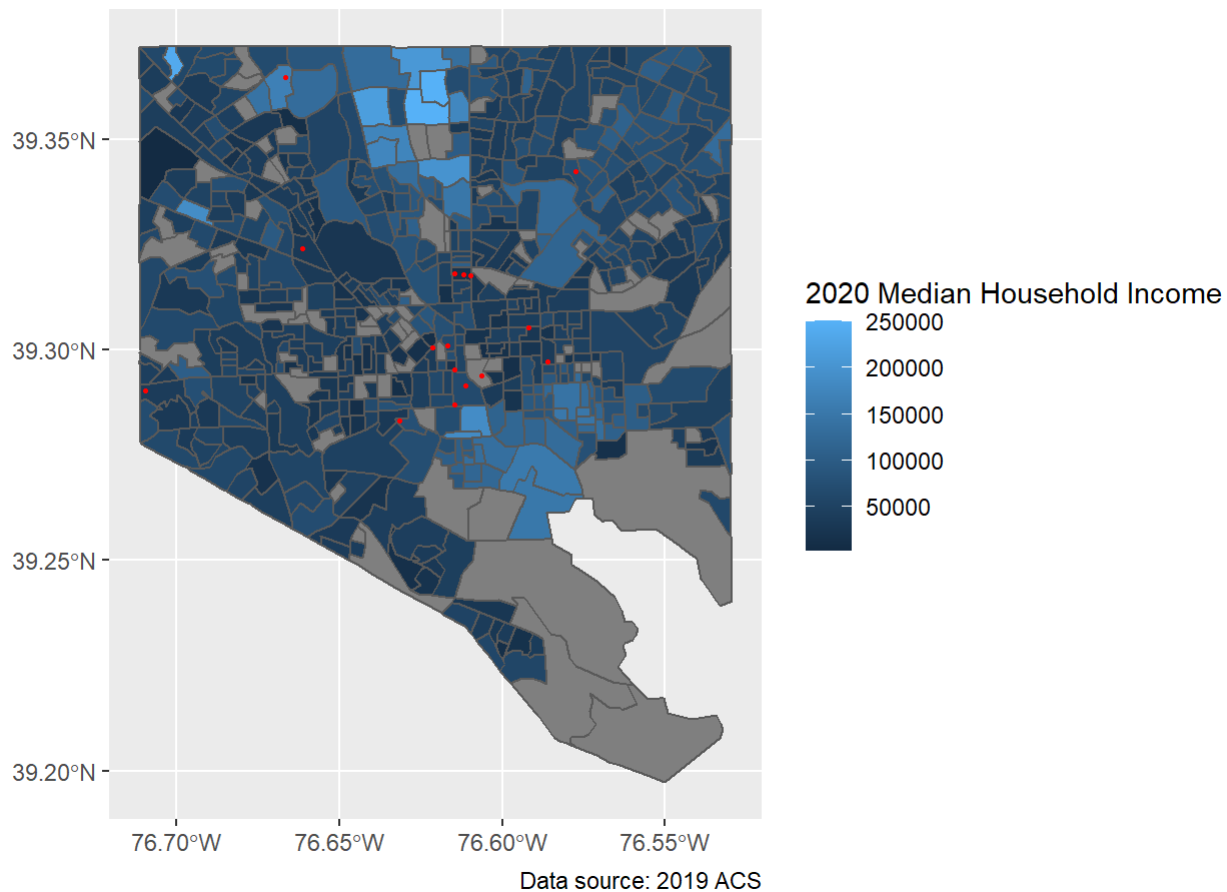 39.35°N
39.30°N
39.25°N
39.20°N
76.70°W
76.65°W
76.60°W
76.55°W
2020 Median Household Income
250000
200000
150000
100000
50000
Data source: 2019 ACS